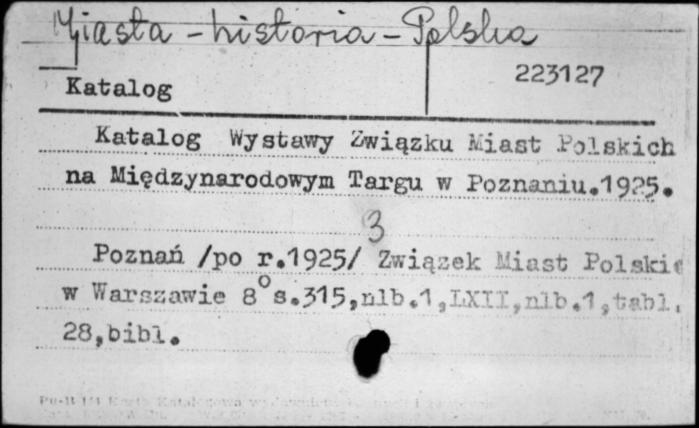 Miasta - historia - Polska
223127
Katalog
Katalog Wystawy Związku Miast Polskich
na Międzynarodowym Targu w Poznaniu.1925.
3
Poznań /po r.1925/ Związek Miast Polskic
w Warszawie 8° s.315,nlb.1,LXII,nlb.1,tabl.
28,bibl.